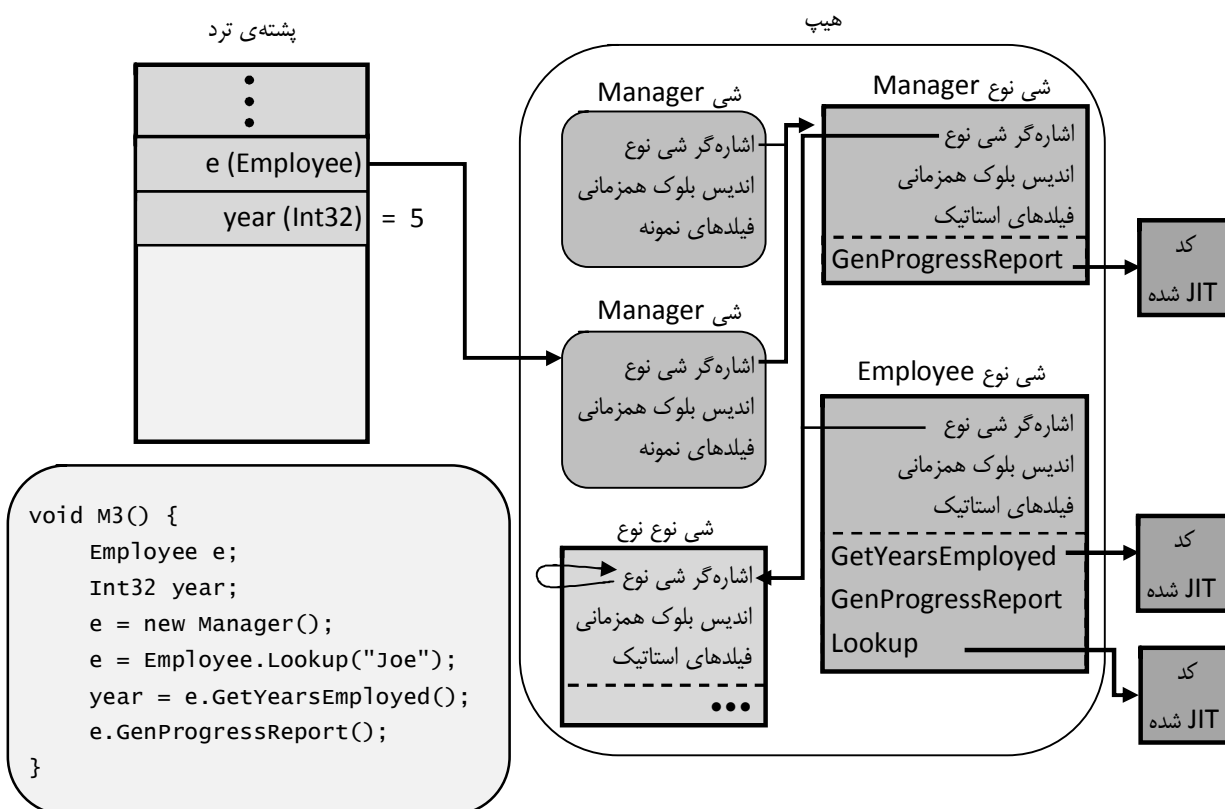 پشته‌ی ترد
e (Employee)
year (Int32) = 5
هیپ
شی Manager
اشاره‌گر شی نوع
اندیس بلوک همزمانی
فیلدهای نمونه
شی Manager
اشاره‌گر شی نوع
اندیس بلوک همزمانی
فیلدهای نمونه
شی نوع نوع
اشاره‌گر شی نوع
اندیس بلوک همزمانی
فیلدهای استاتیک
شی نوع Manager
اشاره‌گر شی نوع
اندیس بلوک همزمانی
فیلدهای استاتیک
GenProgressReport
کد
JIT شده
شی نوع Employee
اشاره‌گر شی نوع
اندیس بلوک همزمانی
فیلدهای استاتیک
GetYearsEmployed
GenProgressReport
Lookup
کد
JIT شده
کد
JIT شده
void M3() {
Employee e;
Int32 year;
e = new Manager();
e = Employee.Lookup("Joe");
year = e.GetYearsEmployed();
e.GenProgressReport();
}